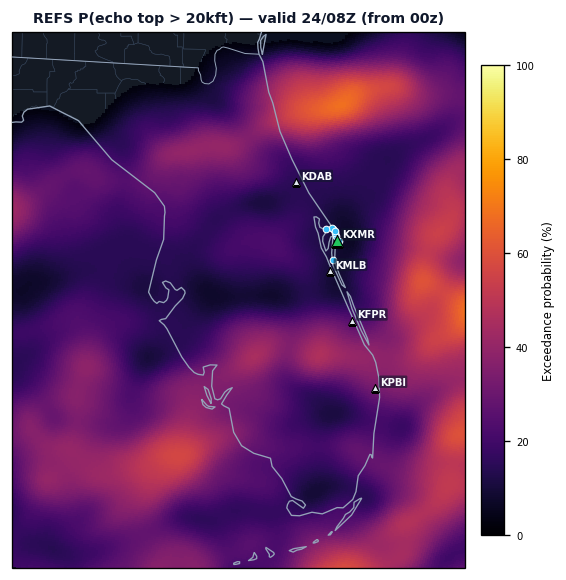 REFS P(echo top > 20kft) — valid 24/08Z (from 00z)
KDAB
KXMR
KMLB
KFPR
KPBI
100
80
60
40
20
0
Exceedance probability (%)